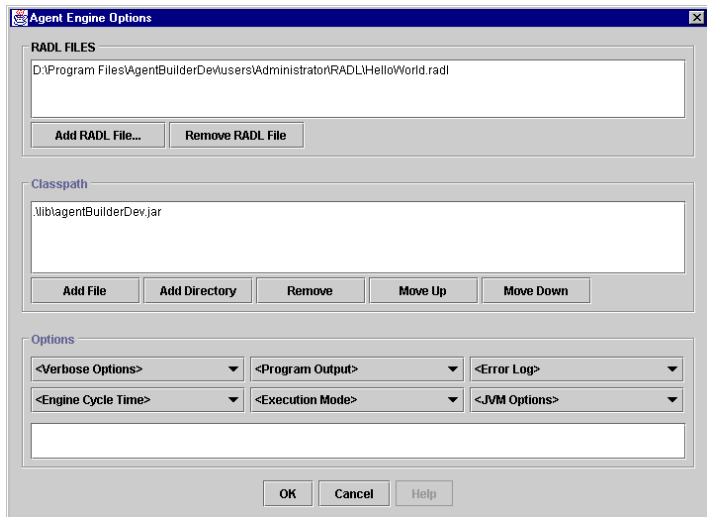 Agent Engine Options
RADL FILES
D:\Program Files\AgentBuilderDev\users\Administrator\RADL\HelloWorld.radl
Add RADL File...
Remove RADL File
Classpath
.\lib\agentBuilderDev.jar
Add File
Add Directory
Remove
Move Up
Move Down
Options
<Verbose Options>
<Program Output>
<Error Log>
<Engine Cycle Time>
<Execution Mode>
<JVM Options>
OK
Cancel
Help